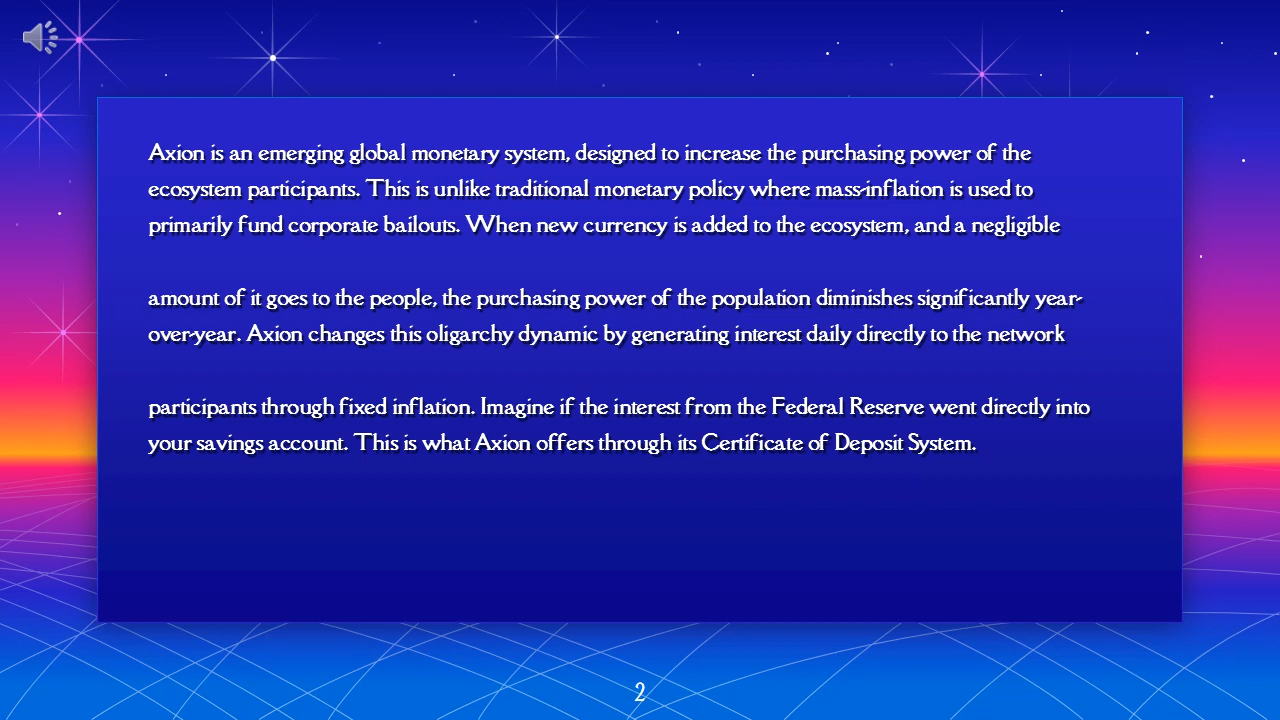 Axion is an emerging global monetary system, designed to increase the purchasing power of the
ecosystem participants. This is unlike traditional monetary policy where mass-inflation is used to
primarily fund corporate bailouts. When new currency is added to the ecosystem, and a negligible
amount of it goes to the people, the purchasing power of the population diminishes significantly year-
over-year. Axion changes this oligarchy dynamic by generating interest daily directly to the network
participants through fixed inflation. Imagine if the interest from the Federal Reserve went directly into
your savings account. This is what Axion offers through its Certificate of Deposit System.
2